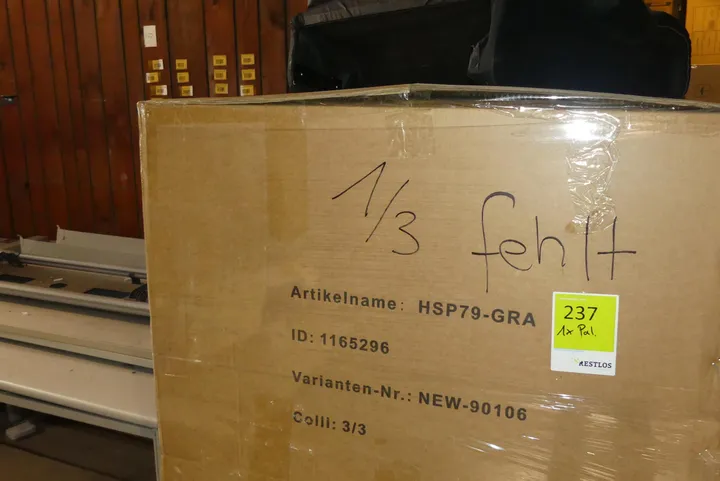 1/3 fehlt
Artikelname: HSP79-GRA
ID: 1165296
Varianten-Nr.: NEW-90106
Colli: 3/3
237
1x Pal.
RESTLOS